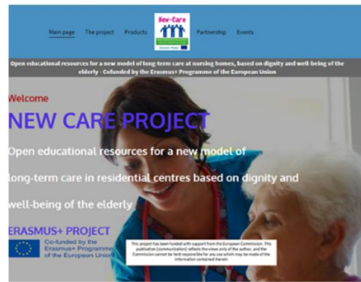 New-Care
Main page The project Products Partnership Events
Open educational resources for a new model of long-term care at nursing homes, based on dignity and well-being of the
elderly - Cofunded by the Erasmus+ Programme of the European Union
Welcome
NEW CARE PROJECT
Open educational resources for a new model of
long-term care in residential centres based on dignity and
well-being of the elderly
ERASMUS+ PROJECT
Co-funded by the
Erasmus+ Programme
of the European Union
This project has been funded with support from the European Commission. This
publication [communication] reflects the views only of the author, and the
Commission cannot be held responsible for any use which may be made of the
information contained therein.